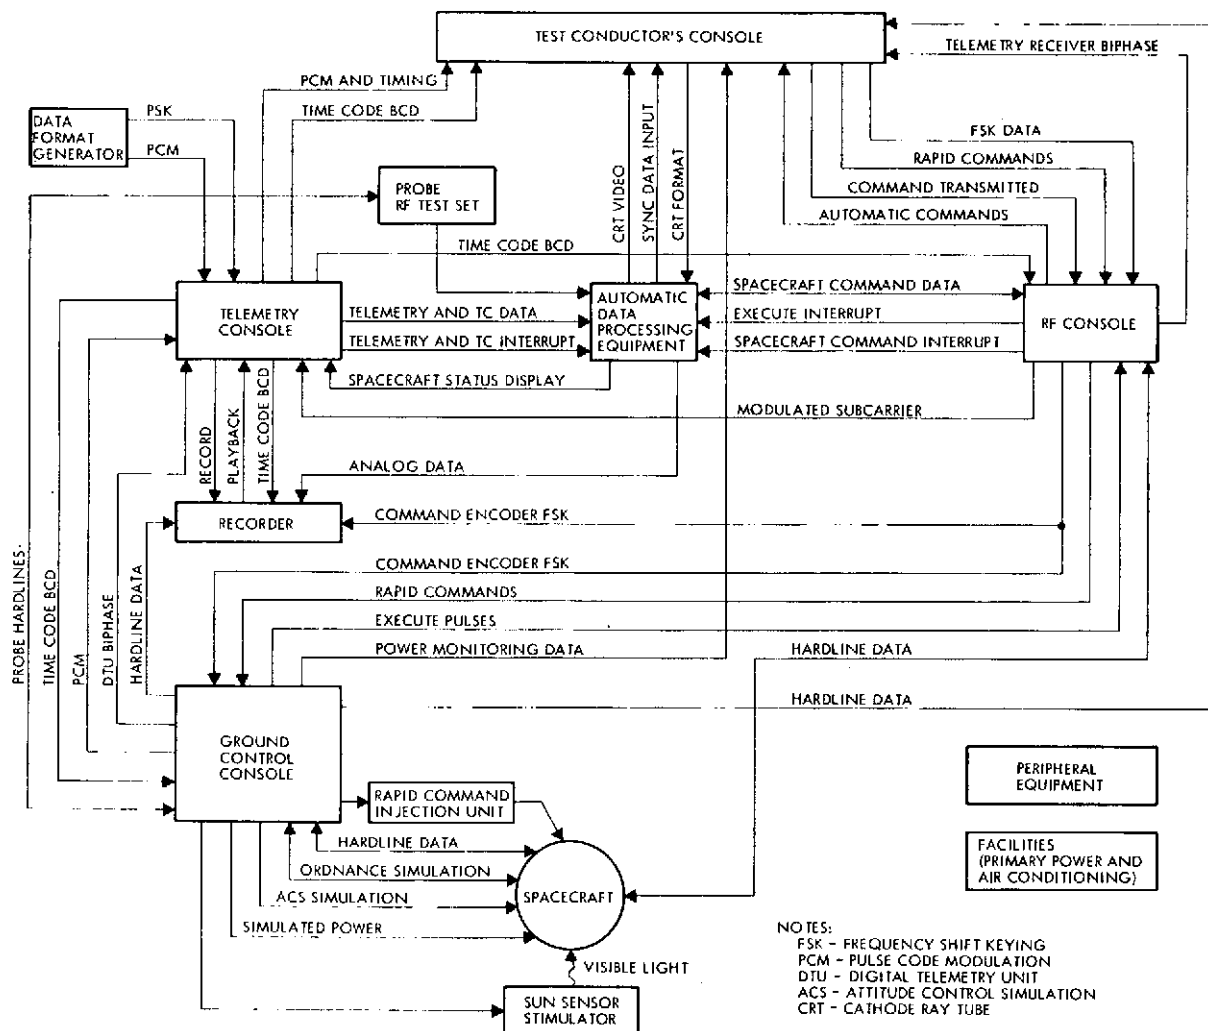 TEST CONDUCTOR'S CONSOLE
TELEMETRY RECEIVER BIPHASE
PCM AND TIMING
TIME CODE BCD
PSK
DATA
FORMAT
GENERATOR
PCM
FSK DATA
RAPID COMMANDS
COMMAND TRANSMITTED
AUTOMATIC COMMANDS
PROBE
RF TEST SET
CRT VIDEO
SYNC DATA INPUT
CRT FORMAT
TIME CODE BCD
TELEMETRY
CONSOLE
TELEMETRY AND TC DATA
TELEMETRY AND TC INTERRUPT
AUTOMATIC
DATA
PROCESSING
EQUIPMENT
SPACECRAFT COMMAND DATA
EXECUTE INTERRUPT
SPACECRAFT COMMAND INTERRUPT
RF CONSOLE
SPACECRAFT STATUS DISPLAY
MODULATED SUBCARRIER
RECORD
PLAYBACK
TIME CODE BCD
ANALOG DATA
RECORDER
COMMAND ENCODER FSK
COMMAND ENCODER FSK
RAPID COMMANDS
EXECUTE PULSES
POWER MONITORING DATA
HARDLINE DATA
HARDLINE DATA
PROBE HARDLINES
TIME CODE BCD
PCM
DTU BIPHASE
HARDLINE DATA
GROUND
CONTROL
CONSOLE
RAPID COMMAND
INJECTION UNIT
HARDLINE DATA
ORDNANCE SIMULATION
ACS SIMULATION
SIMULATED POWER
SPACECRAFT
VISIBLE LIGHT
SUN SENSOR
STIMULATOR
PERIPHERAL
EQUIPMENT
FACILITIES
(PRIMARY POWER AND
AIR CONDITIONING)
NOTES:
FSK - FREQUENCY SHIFT KEYING
PCM - PULSE CODE MODULATION
DTU - DIGITAL TELEMETRY UNIT
ACS - ATTITUDE CONTROL SIMULATION
CRT - CATHODE RAY TUBE